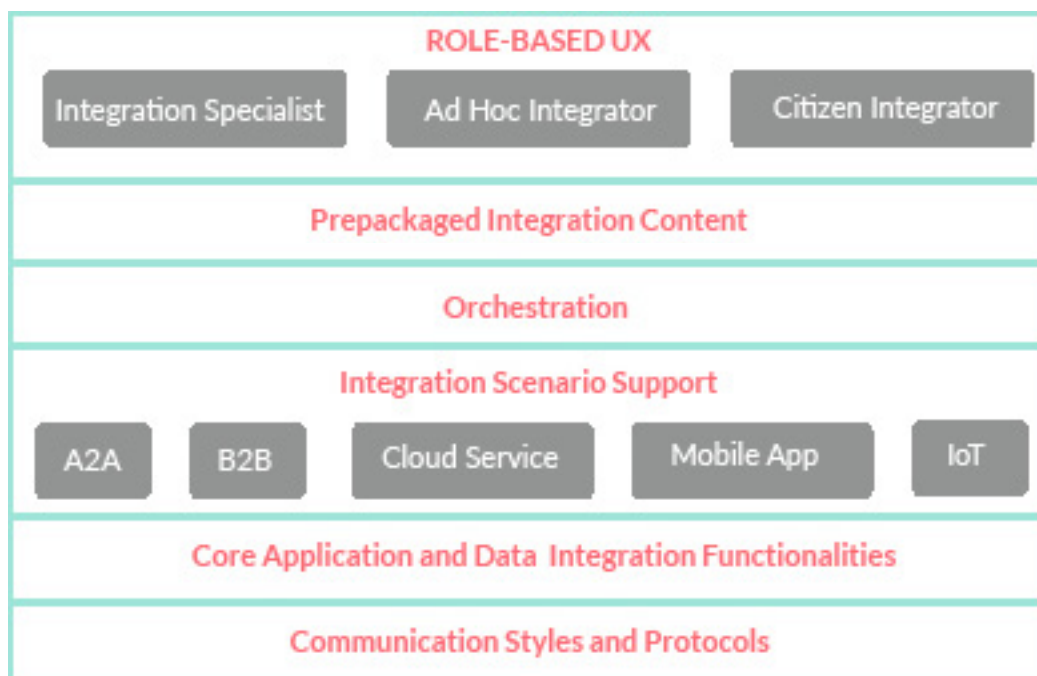 ROLE-BASED UX
Integration Specialist
Ad Hoc Integrator
Citizen Integrator
Prepackaged Integration Content
Orchestration
Integration Scenario Support
A2A
B2B
Cloud Service
Mobile App
IoT
Core Application and Data Integration Functionalities
Communication Styles and Protocols